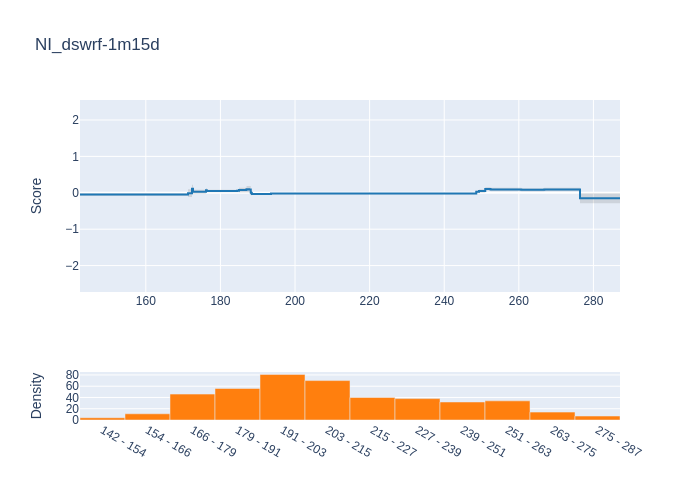 NI_dswrf-1m15d
Score
2
1
0
−1
−2
160
180
200
220
240
260
280
Density
80
60
40
20
0
142 - 154
154 - 166
166 - 179
179 - 191
191 - 203
203 - 215
215 - 227
227 - 239
239 - 251
251 - 263
263 - 275
275 - 287